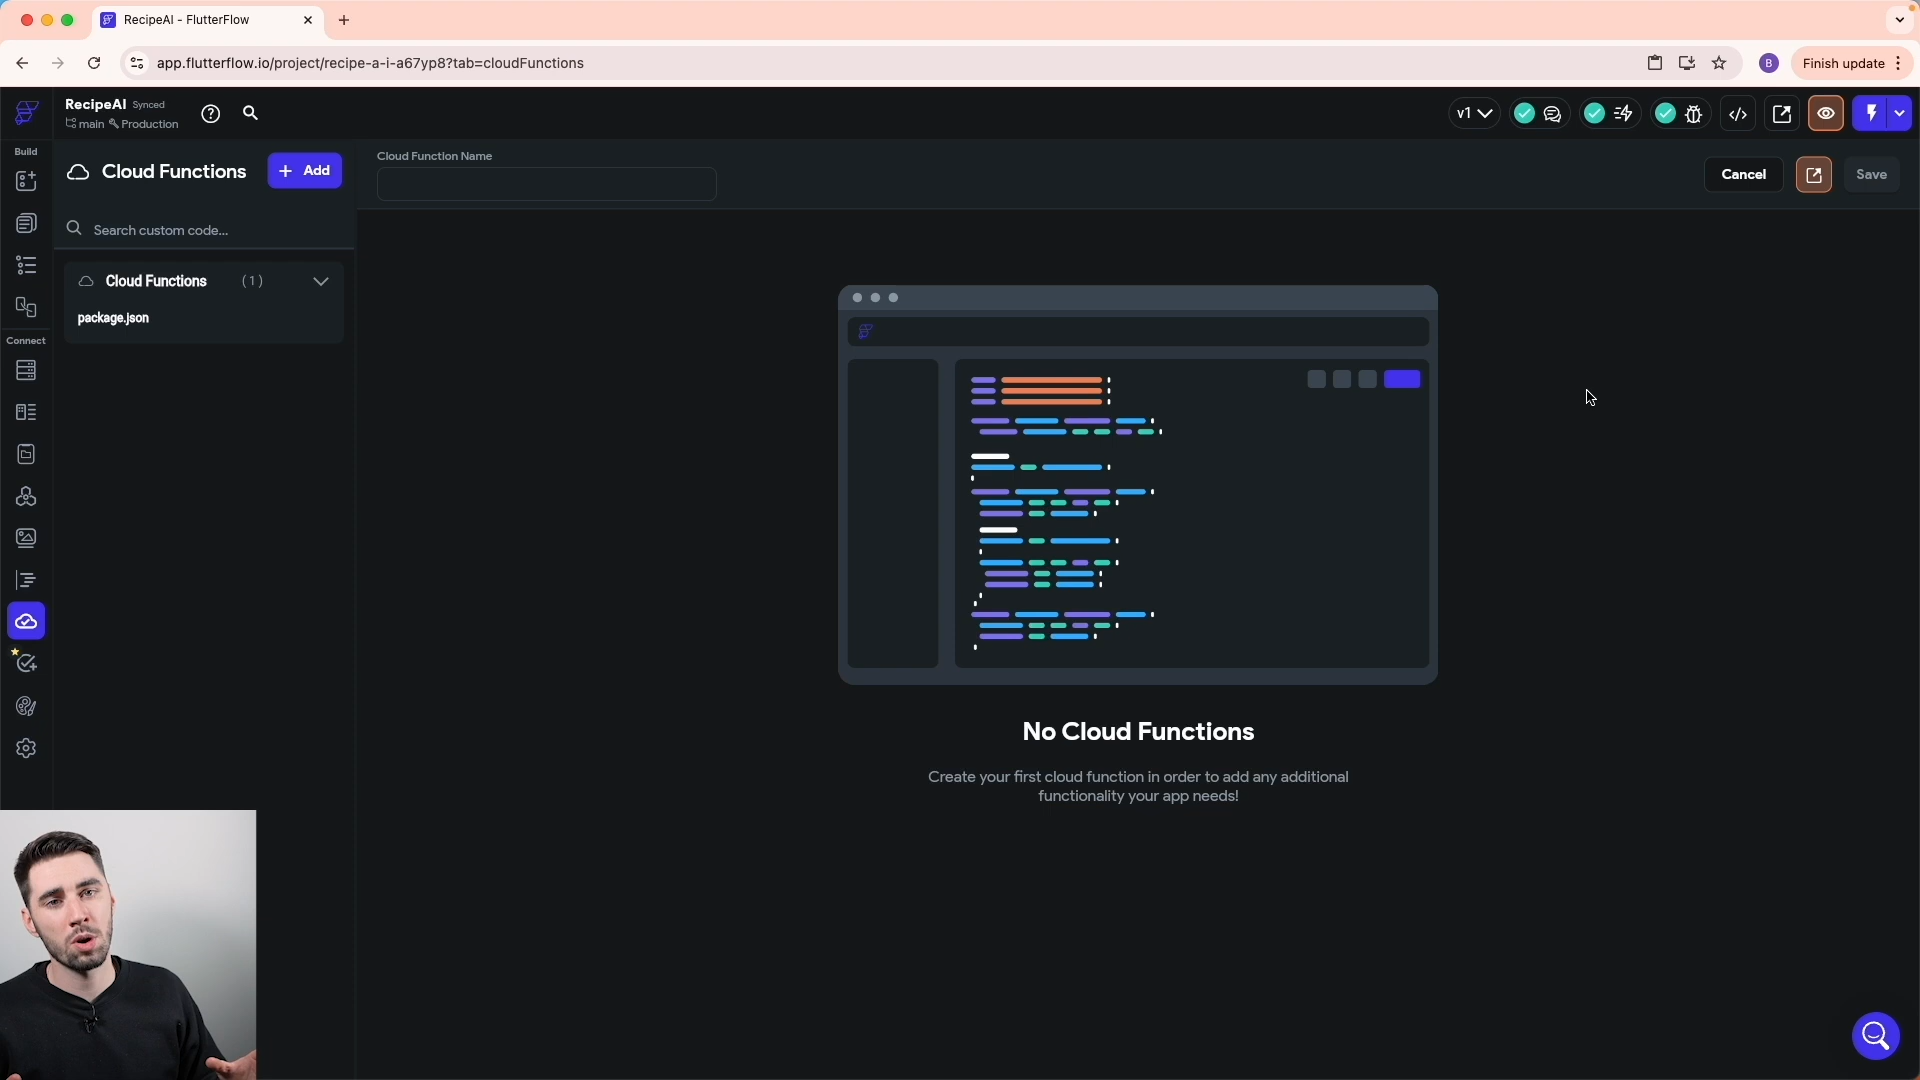 RecipeAI - FlutterFlow
app.flutterflow.io/project/recipe-a-i-a67yp8?tab=cloudFunctions
B
Finish update
RecipeAI Synced
main Production
v1
Build
Cloud Functions
+ Add
Cloud Function Name
Cancel
Save
Search custom code...
Cloud Functions (1)
package.json
Connect
No Cloud Functions
Create your first cloud function in order to add any additional
functionality your app needs!